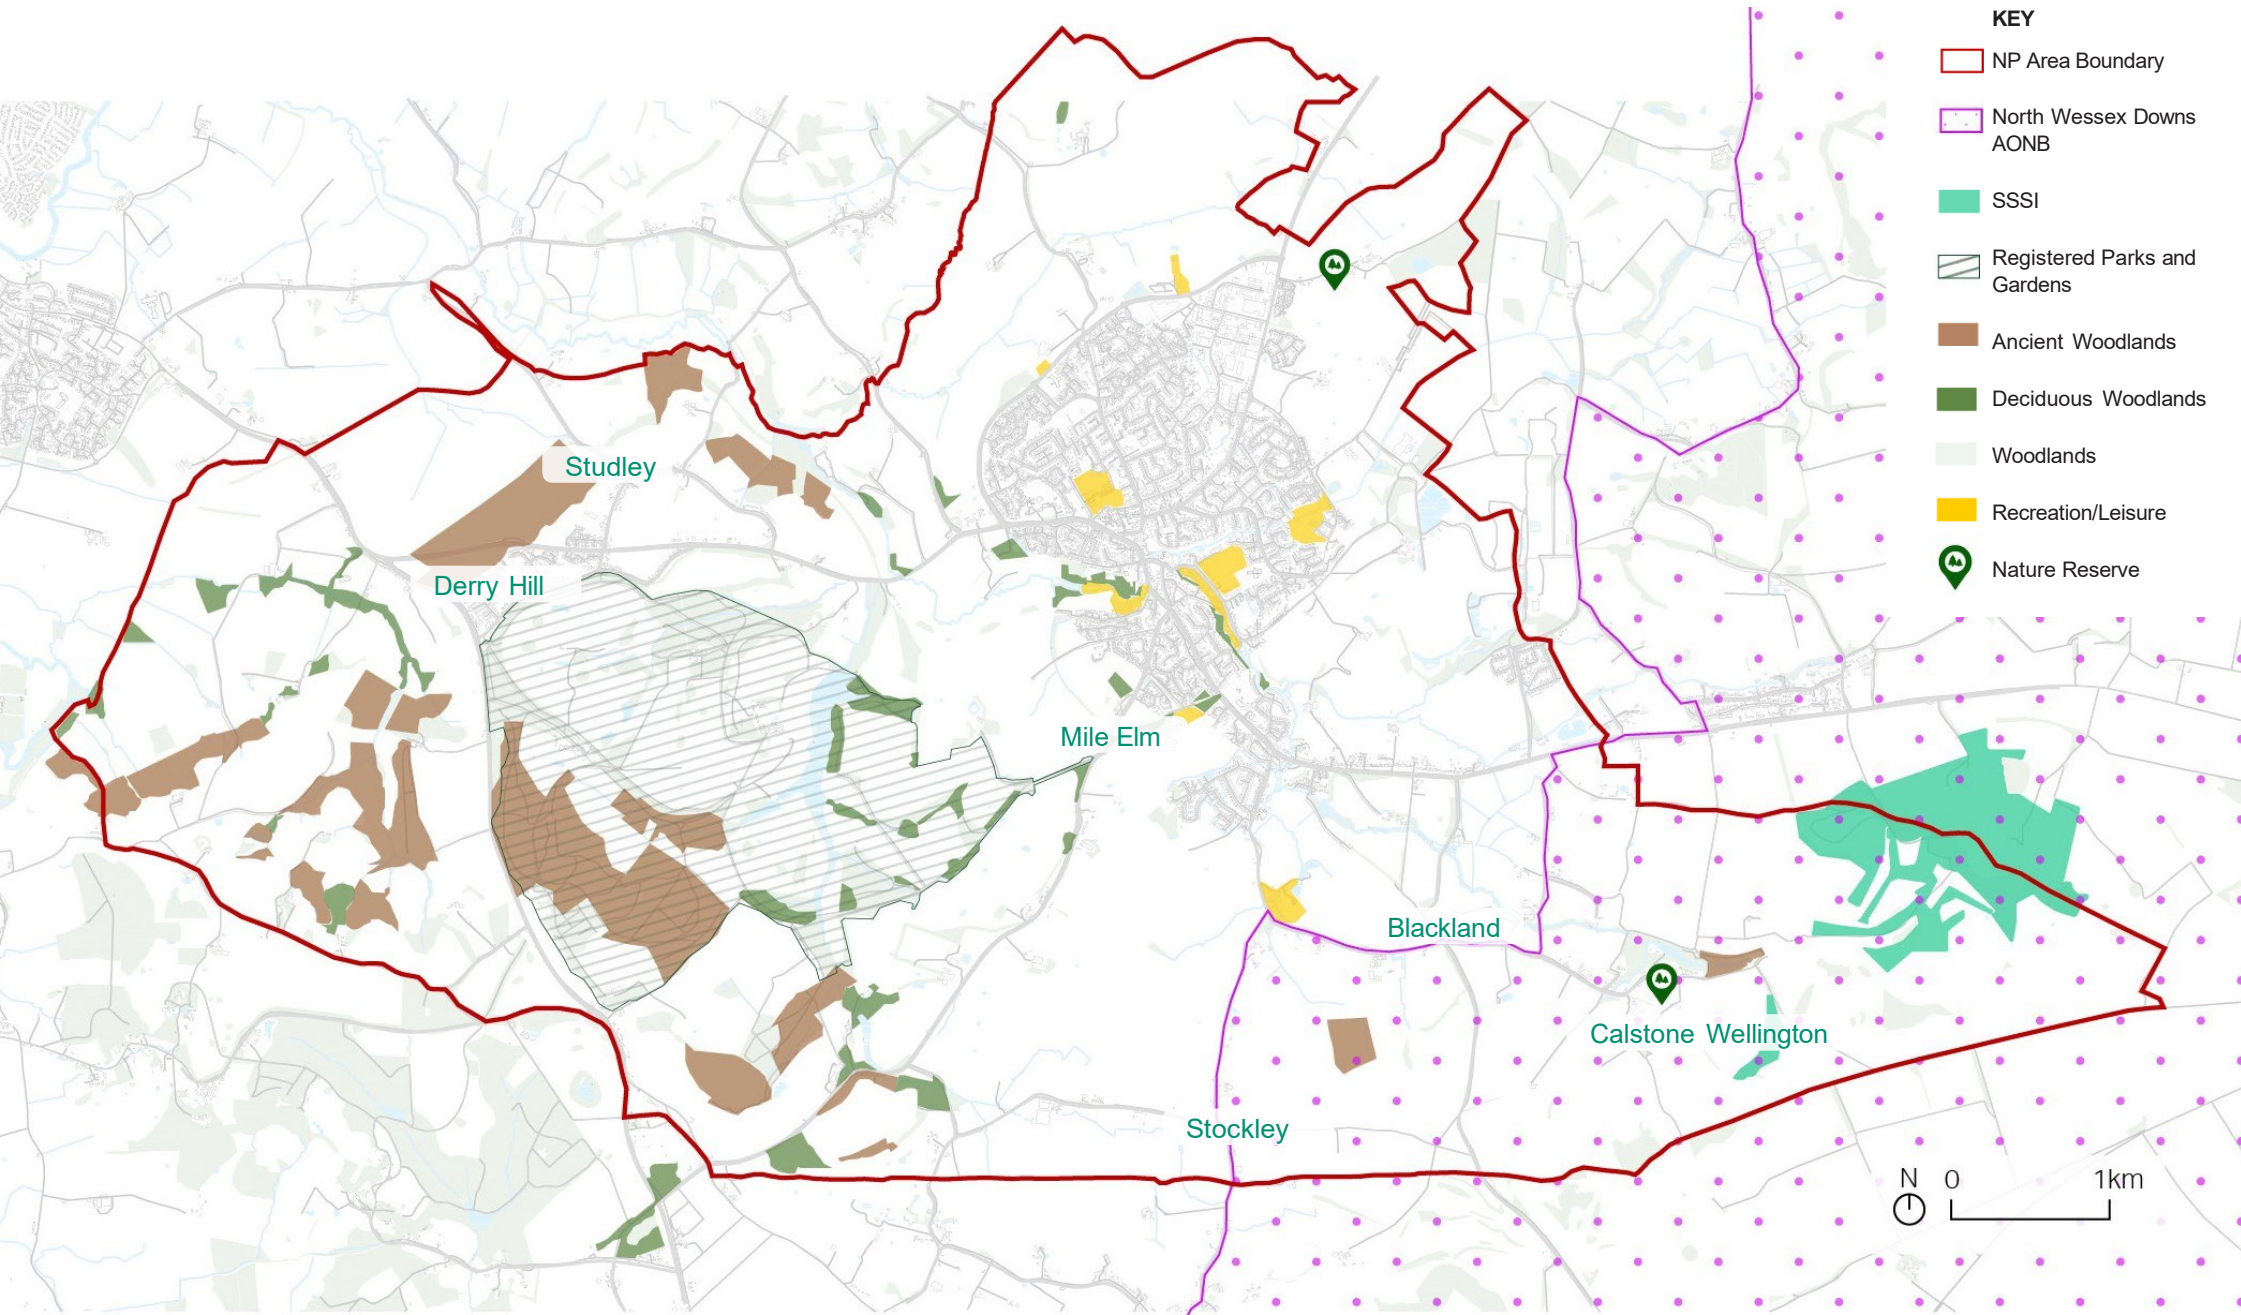 KEY
NP Area Boundary
North Wessex Downs
AONB
SSSI
Registered Parks and
Gardens
Ancient Woodlands
Deciduous Woodlands
Woodlands
Recreation/Leisure
Nature Reserve
Studley
Derry Hill
Mile Elm
Blackland
Calstone Wellington
Stockley
N 0 1km